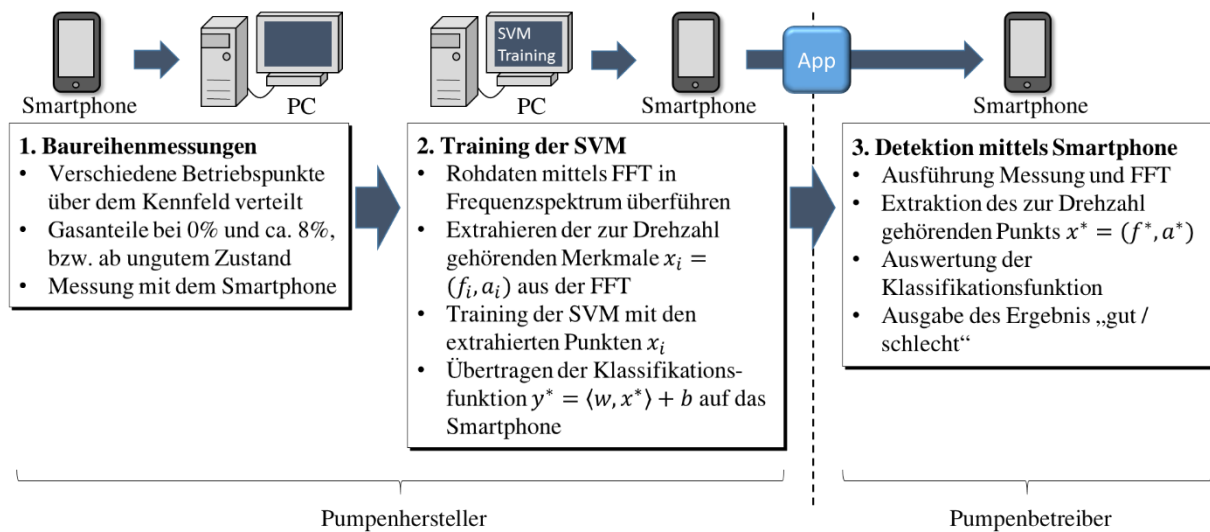 SVM
Training
App
Smartphone
PC
PC
Smartphone
Smartphone
1. Baureihenmessungen
• Verschiedene Betriebspunkte
über dem Kennfeld verteilt
• Gasanteile bei 0% und ca. 8%,
bzw. ab ungutem Zustand
• Messung mit dem Smartphone
2. Training der SVM
• Rohdaten mittels FFT in
Frequenzspektrum überführen
• Extrahieren der zur Drehzahl
gehörenden Merkmale x_i =
(f_i, a_i) aus der FFT
• Training der SVM mit den
extrahierten Punkten x_i
• Übertragen der Klassifikations-
funktion y* = ⟨w, x*⟩ + b auf das
Smartphone
3. Detektion mittels Smartphone
• Ausführung Messung und FFT
• Extraktion des zur Drehzahl
gehörenden Punkts x* = (f*, a*)
• Auswertung der
Klassifikationsfunktion
• Ausgabe des Ergebnis „gut /
schlecht“
Pumpenhersteller
Pumpenbetreiber